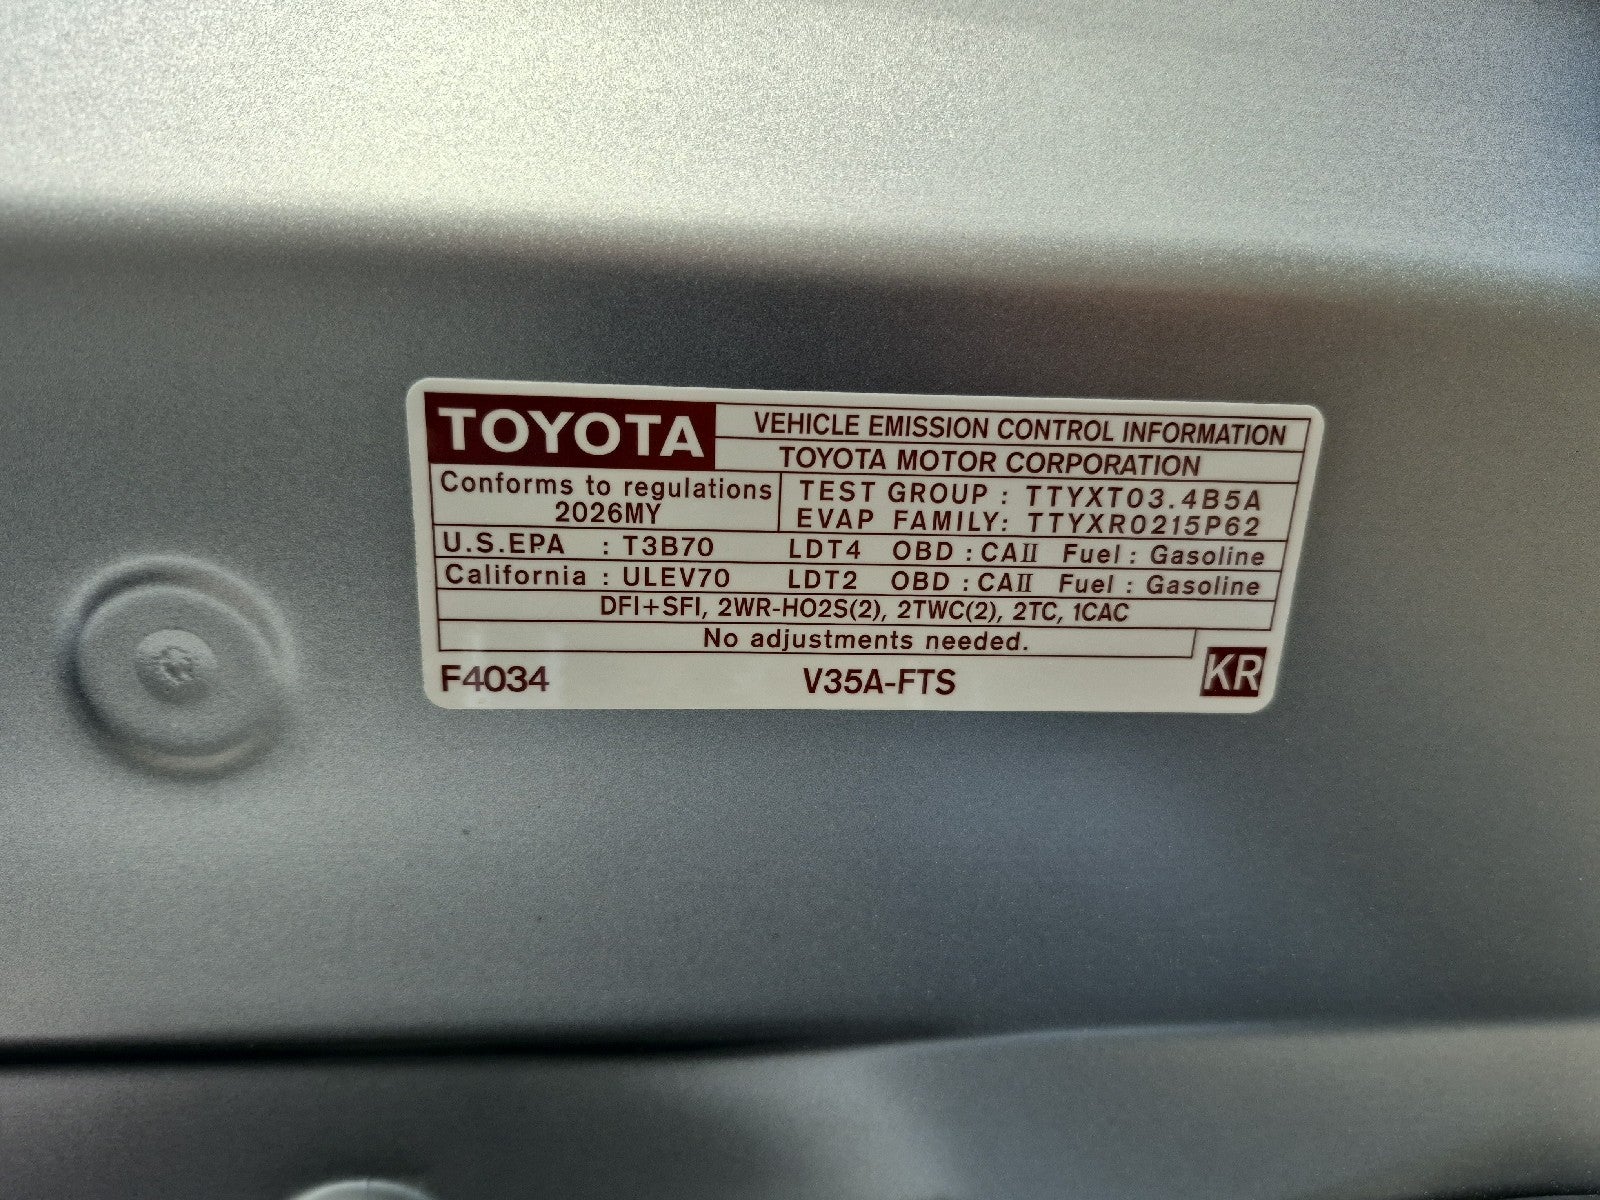 TOYOTA
VEHICLE EMISSION CONTROL INFORMATION
TOYOTA MOTOR CORPORATION
Conforms to regulations
2026MY
TEST GROUP : TTYXT03.4B5A
EVAP FAMILY: TTYXR0215P62
U.S.EPA : T3B70 LDT4 OBD : CAII Fuel : Gasoline
California : ULEV70 LDT2 OBD : CAII Fuel : Gasoline
DFI+SFI, 2WR-HO2S(2), 2TWC(2), 2TC, 1CAC
No adjustments needed.
F4034 V35A-FTS KR